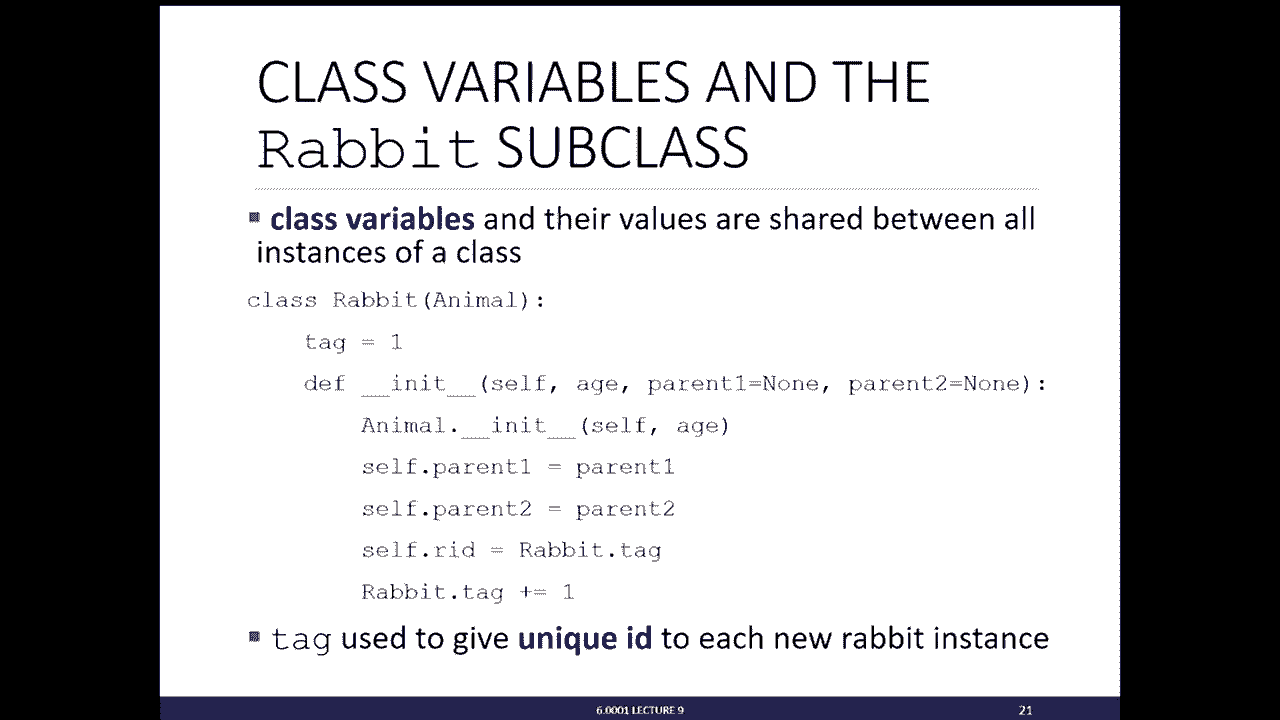 CLASS VARIABLES AND THE
Rabbit SUBCLASS
▪ class variables and their values are shared between all
instances of a class
class Rabbit(Animal):
    tag = 1
    def __init__(self, age, parent1=None, parent2=None):
        Animal.__init__(self, age)
        self.parent1 = parent1
        self.parent2 = parent2
        self.rid = Rabbit.tag
        Rabbit.tag += 1
▪ tag used to give unique id to each new rabbit instance
6.0001 LECTURE 9
21